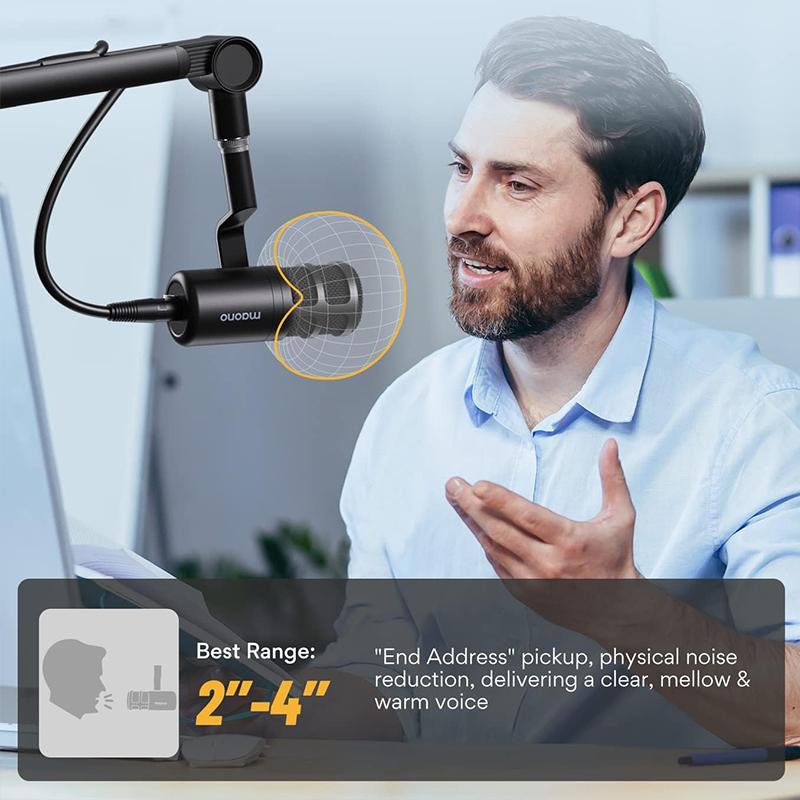 maono
Best Range:
2"-4"
"End Address" pickup, physical noise
reduction, delivering a clear, mellow &
warm voice